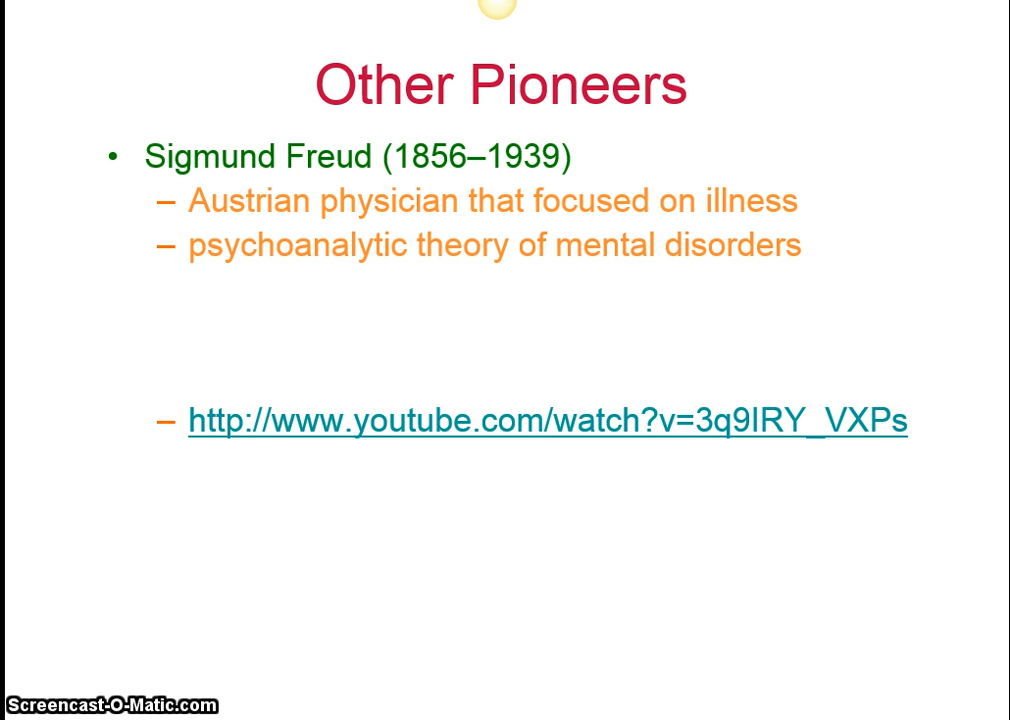 Other Pioneers
• Sigmund Freud (1856–1939)
– Austrian physician that focused on illness
– psychoanalytic theory of mental disorders
– http://www.youtube.com/watch?v=3q9IRY_VXPs
Screencast-O-Matic.com